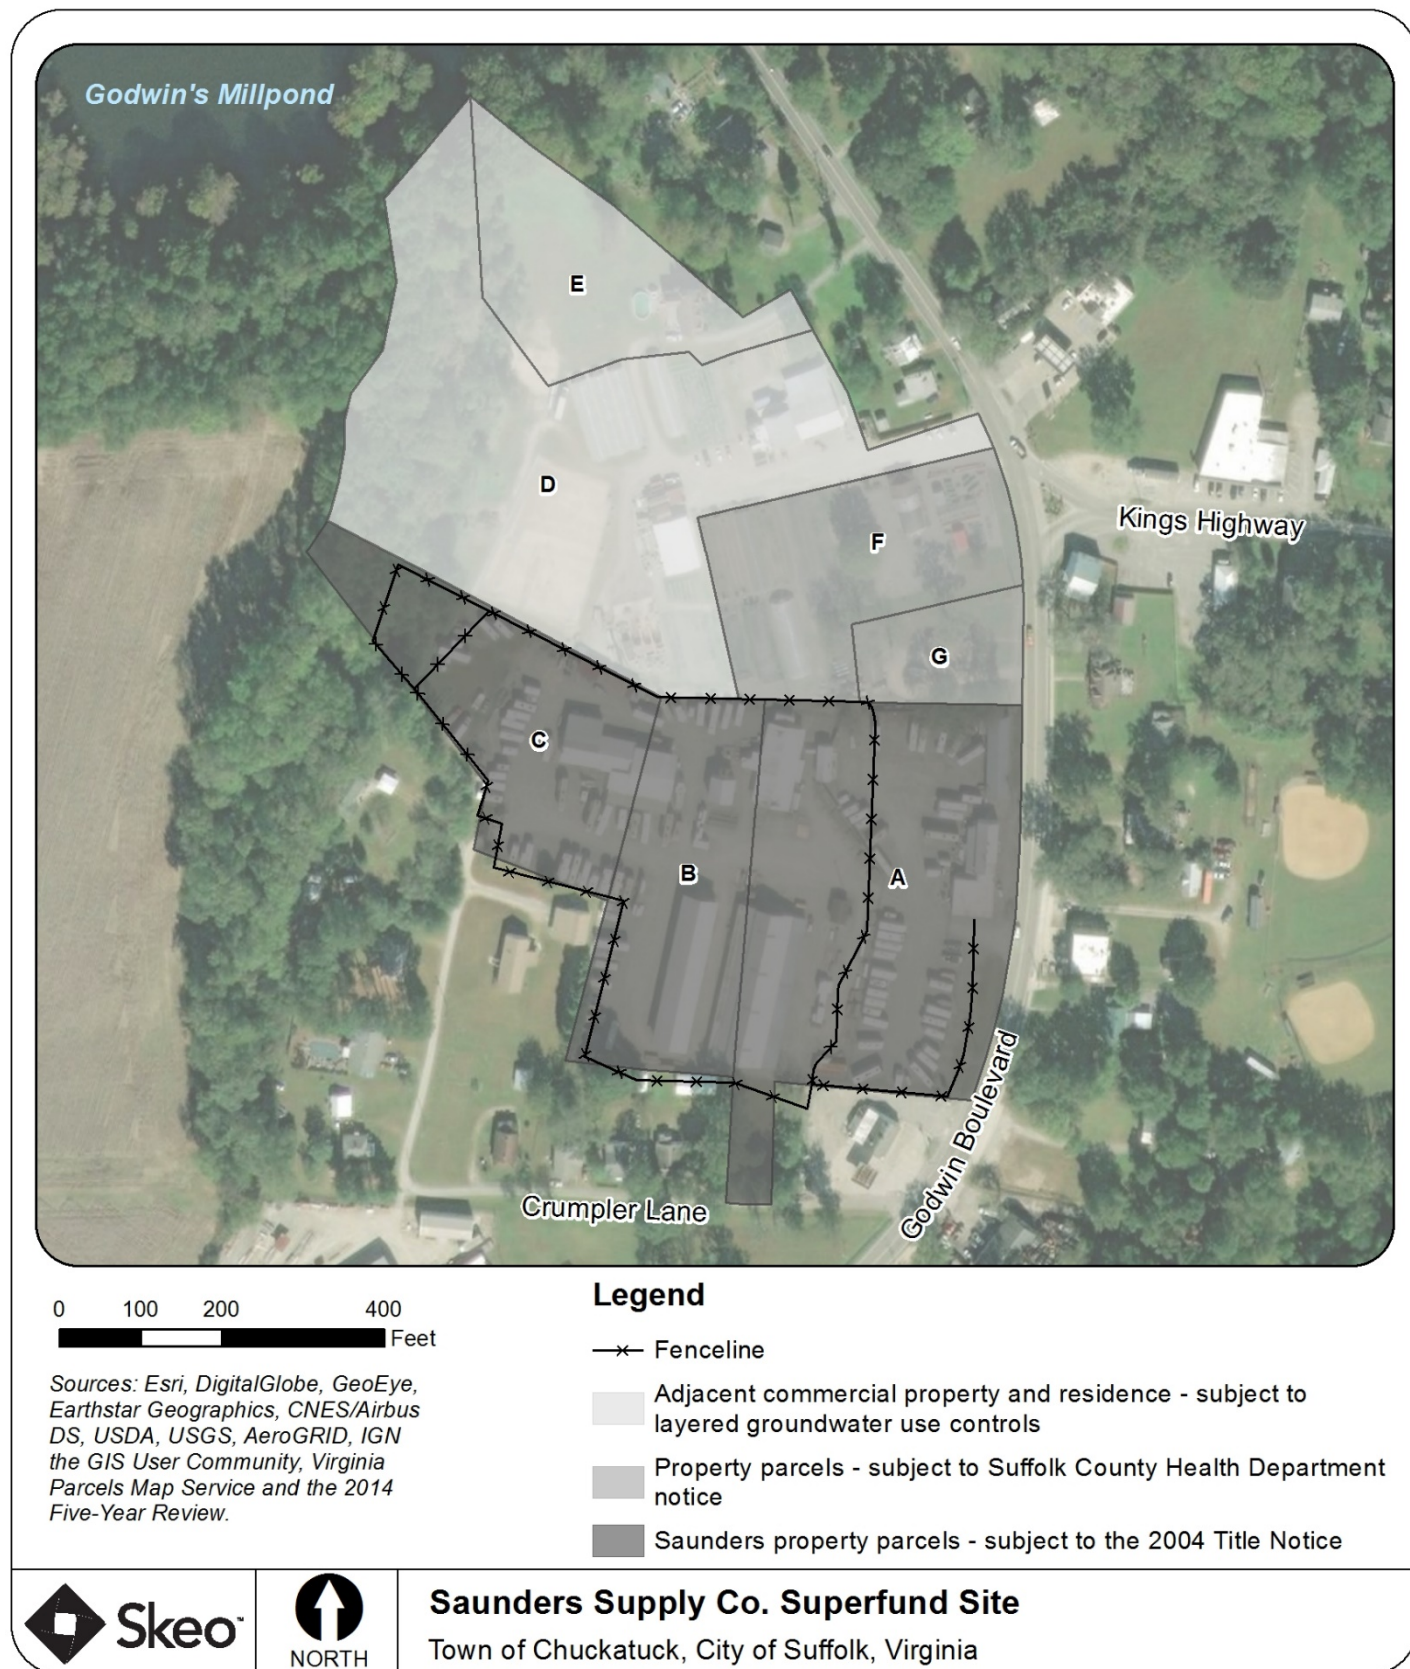 Godwin's Millpond
E
D
F
Kings Highway
G
C
B
A
Godwin Boulevard
Crumpler Lane
0 100 200 400
Feet
Sources: Esri, DigitalGlobe, GeoEye,
Earthstar Geographics, CNES/Airbus
DS, USDA, USGS, AeroGRID, IGN
the GIS User Community, Virginia
Parcels Map Service and the 2014
Five-Year Review.
Legend
Fenceline
Adjacent commercial property and residence - subject to
layered groundwater use controls
Property parcels - subject to Suffolk County Health Department
notice
Saunders property parcels - subject to the 2004 Title Notice
Skeo™
NORTH
Saunders Supply Co. Superfund Site
Town of Chuckatuck, City of Suffolk, Virginia